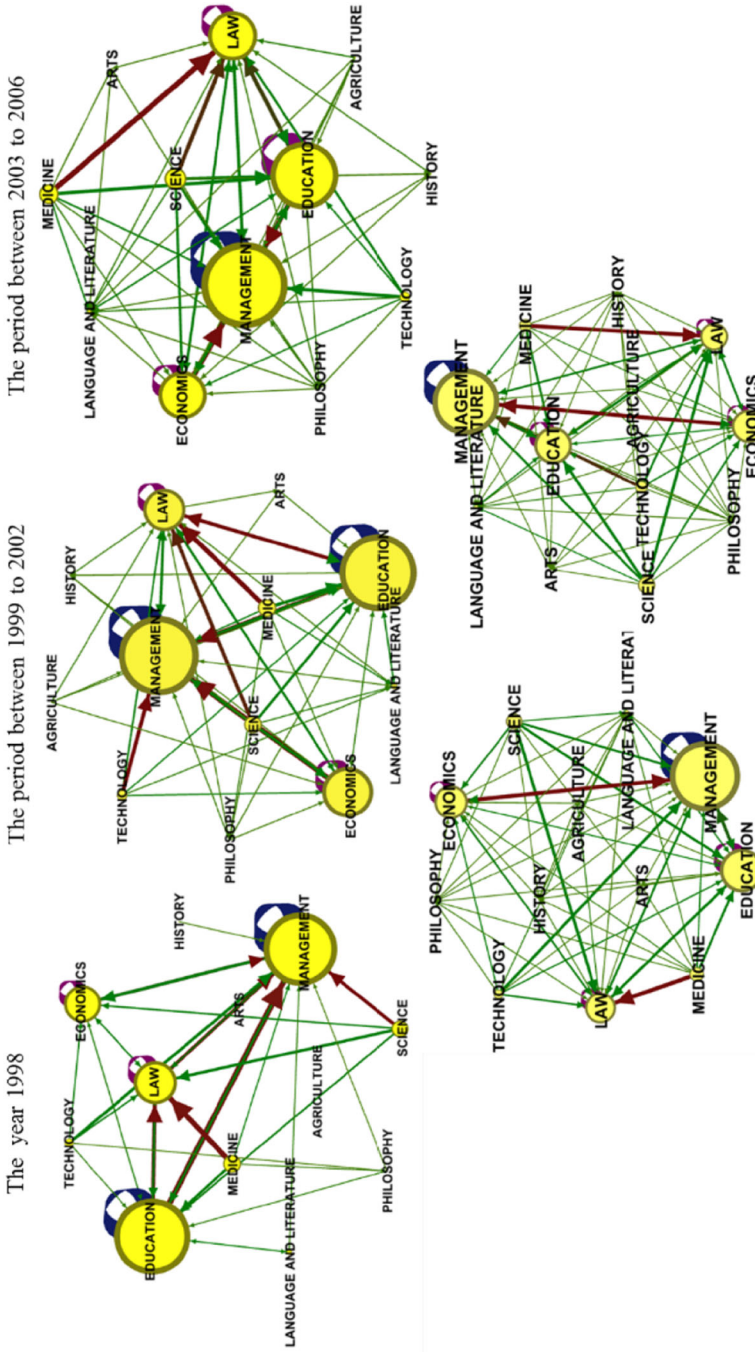 The year 1998
TECHNOLOGY
ECONOMICS
HISTORY
EDUCATION
LAW
ARTS
MEDICINE
MANAGEMENT
LANGUAGE AND LITERATURE
AGRICULTURE
PHILOSOPHY
SCIENCE
The period between 1999 to 2002
AGRICULTURE
HISTORY
TECHNOLOGY
MANAGEMENT
LAW
PHILOSOPHY
SCIENCE
MEDICINE
ARTS
ECONOMICS
LANGUAGE AND LITERATURE
EDUCATION
The period between 2003 to 2006
MEDICINE
LANGUAGE AND LITERATURE
ARTS
SCIENCE
LAW
ECONOMICS
MANAGEMENT
EDUCATION
PHILOSOPHY
AGRICULTURE
TECHNOLOGY
HISTORY
PHILOSOPHY
ECONOMICS
TECHNOLOGY
SCIENCE
HISTORY
AGRICULTURE
LAW
ARTS
LANGUAGE AND LITERAT
MEDICINE
MANAGEMENT
EDUCATION
LANGUAGE AND LITERATURE
MANAGEMENT
ARTS
EDUCATION
MEDICINE
SCIENCE
TECHNOLOGY
AGRICULTURE
HISTORY
PHILOSOPHY
LAW
ECONOMICS